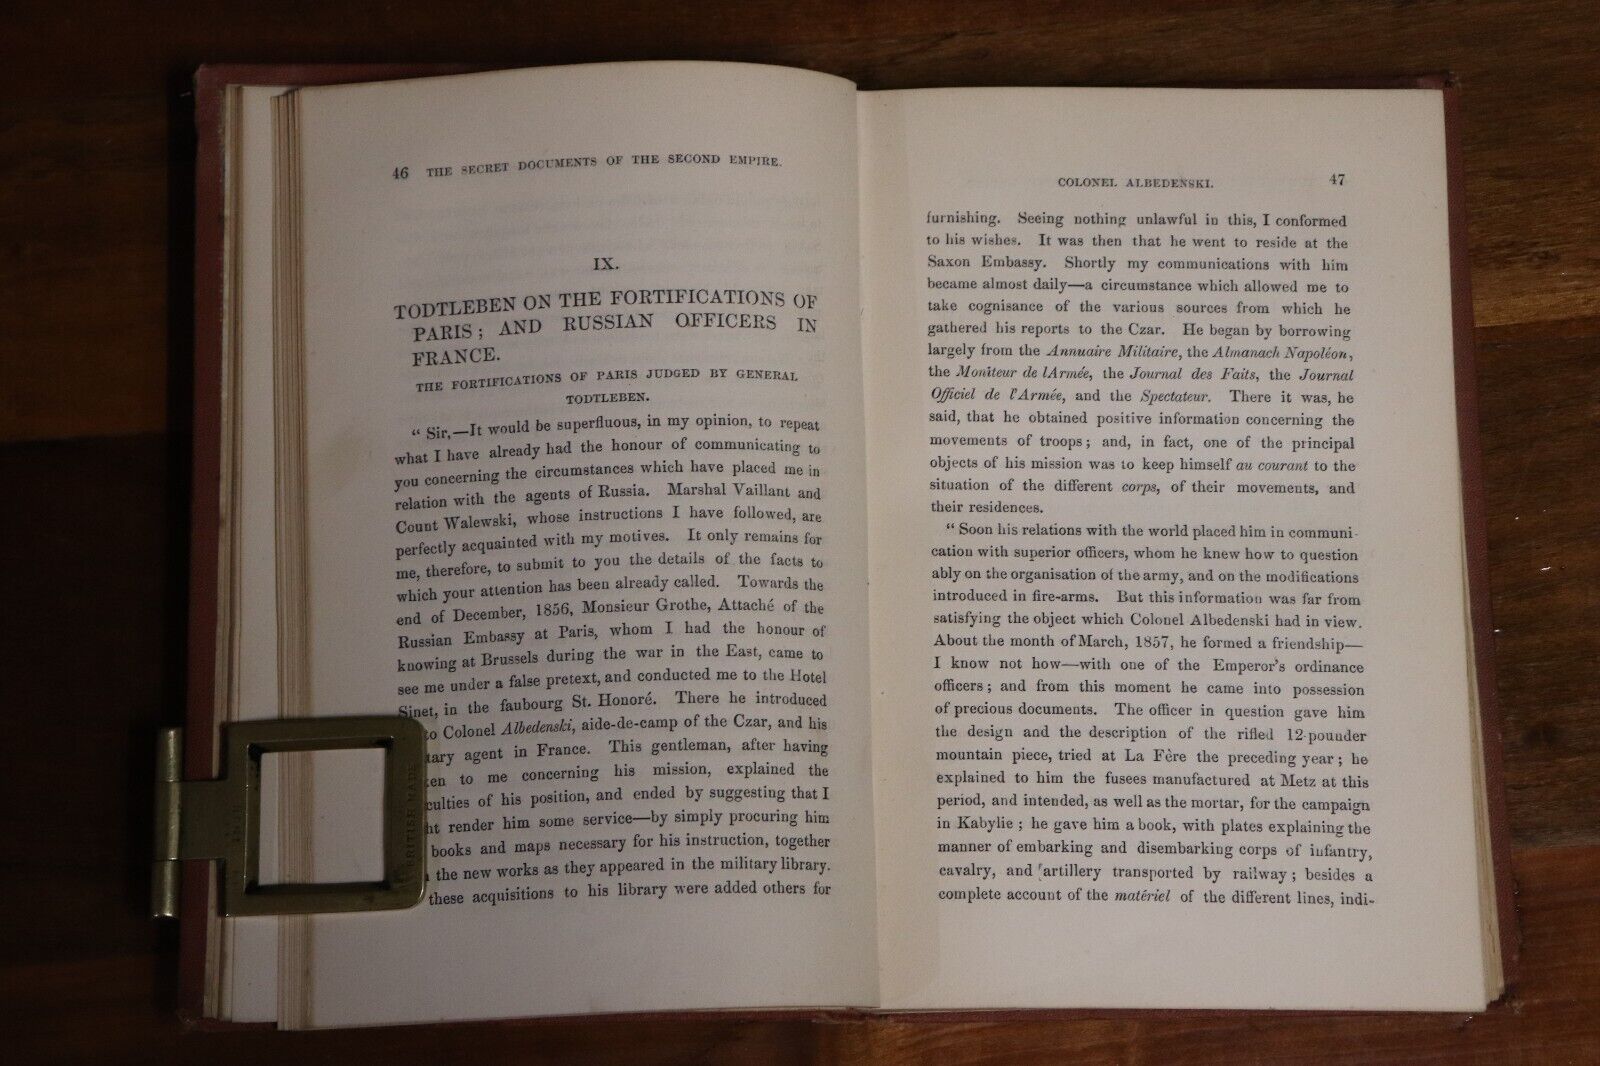 46 THE SECRET DOCUMENTS OF THE SECOND EMPIRE.
IX.
TODTLEBEN ON THE FORTIFICATIONS OF
PARIS; AND RUSSIAN OFFICERS IN
FRANCE.
THE FORTIFICATIONS OF PARIS JUDGED BY GENERAL
TODTLEBEN.
“ Sir,—It would be superfluous, in my opinion, to repeat
what I have already had the honour of communicating to
you concerning the circumstances which have placed me in
relation with the agents of Russia. Marshal Vaillant and
Count Walewski, whose instructions I have followed, are
perfectly acquainted with my motives. It only remains for
me, therefore, to submit to you the details of the facts to
which your attention has been already called. Towards the
end of December, 1856, Monsieur Grothe, Attaché of the
Russian Embassy at Paris, whom I had the honour of
knowing at Brussels during the war in the East, came to
see me under a false pretext, and conducted me to the Hotel
Sinet, in the faubourg St. Honoré. There he introduced
to Colonel Albedenski, aide-de-camp of the Czar, and his
tary agent in France. This gentleman, after having
ken to me concerning his mission, explained the
culties of his position, and ended by suggesting that I
ht render him some service—by simply procuring him
books and maps necessary for his instruction, together
the new works as they appeared in the military library.
these acquisitions to his library were added others for
BRITISH MADE
COLONEL ALBEDENSKI. 47
furnishing. Seeing nothing unlawful in this, I conformed
to his wishes. It was then that he went to reside at the
Saxon Embassy. Shortly my communications with him
became almost daily—a circumstance which allowed me to
take cognisance of the various sources from which he
gathered his reports to the Czar. He began by borrowing
largely from the Annuaire Militaire, the Almanach Napoléon,
the Moniteur de lArmée, the Journal des Faits, the Journal
Officiel de l'Armée, and the Spectateur. There it was, he
said, that he obtained positive information concerning the
movements of troops; and, in fact, one of the principal
objects of his mission was to keep himself au courant to the
situation of the different corps, of their movements, and
their residences.
“ Soon his relations with the world placed him in communi-
cation with superior officers, whom he knew how to question
ably on the organisation of the army, and on the modifications
introduced in fire-arms. But this information was far from
satisfying the object which Colonel Albedenski had in view.
About the month of March, 1857, he formed a friendship—
I know not how—with one of the Emperor's ordinance
officers; and from this moment he came into possession
of precious documents. The officer in question gave him
the design and the description of the rifled 12-pounder
mountain piece, tried at La Fère the preceding year; he
explained to him the fusees manufactured at Metz at this
period, and intended, as well as the mortar, for the campaign
in Kabylie; he gave him a book, with plates explaining the
manner of embarking and disembarking corps of infantry,
cavalry, and artillery transported by railway; besides a
complete account of the matériel of the different lines, indi-